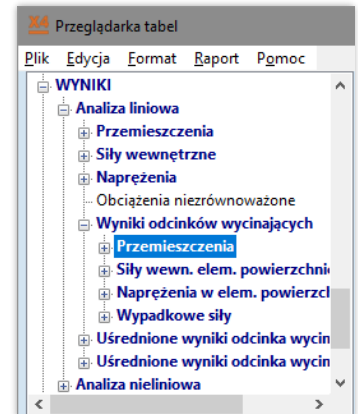 X4 Przeglądarka tabel
Plik Edycja Format Raport Pomoc
WYNIKI
Analiza liniowa
Przemieszczenia
Siły wewnętrzne
Naprężenia
Obciążenia niezrównoważone
Wyniki odcinków wycinających
Przemieszczenia
Siły wewn. elem. powierzchni
Naprężenia w elem. powierzcl
Wypadkowe siły
Uśrednione wyniki odcinka wycin
Uśrednione wyniki odcinka wycin
Analiza nieliniowa